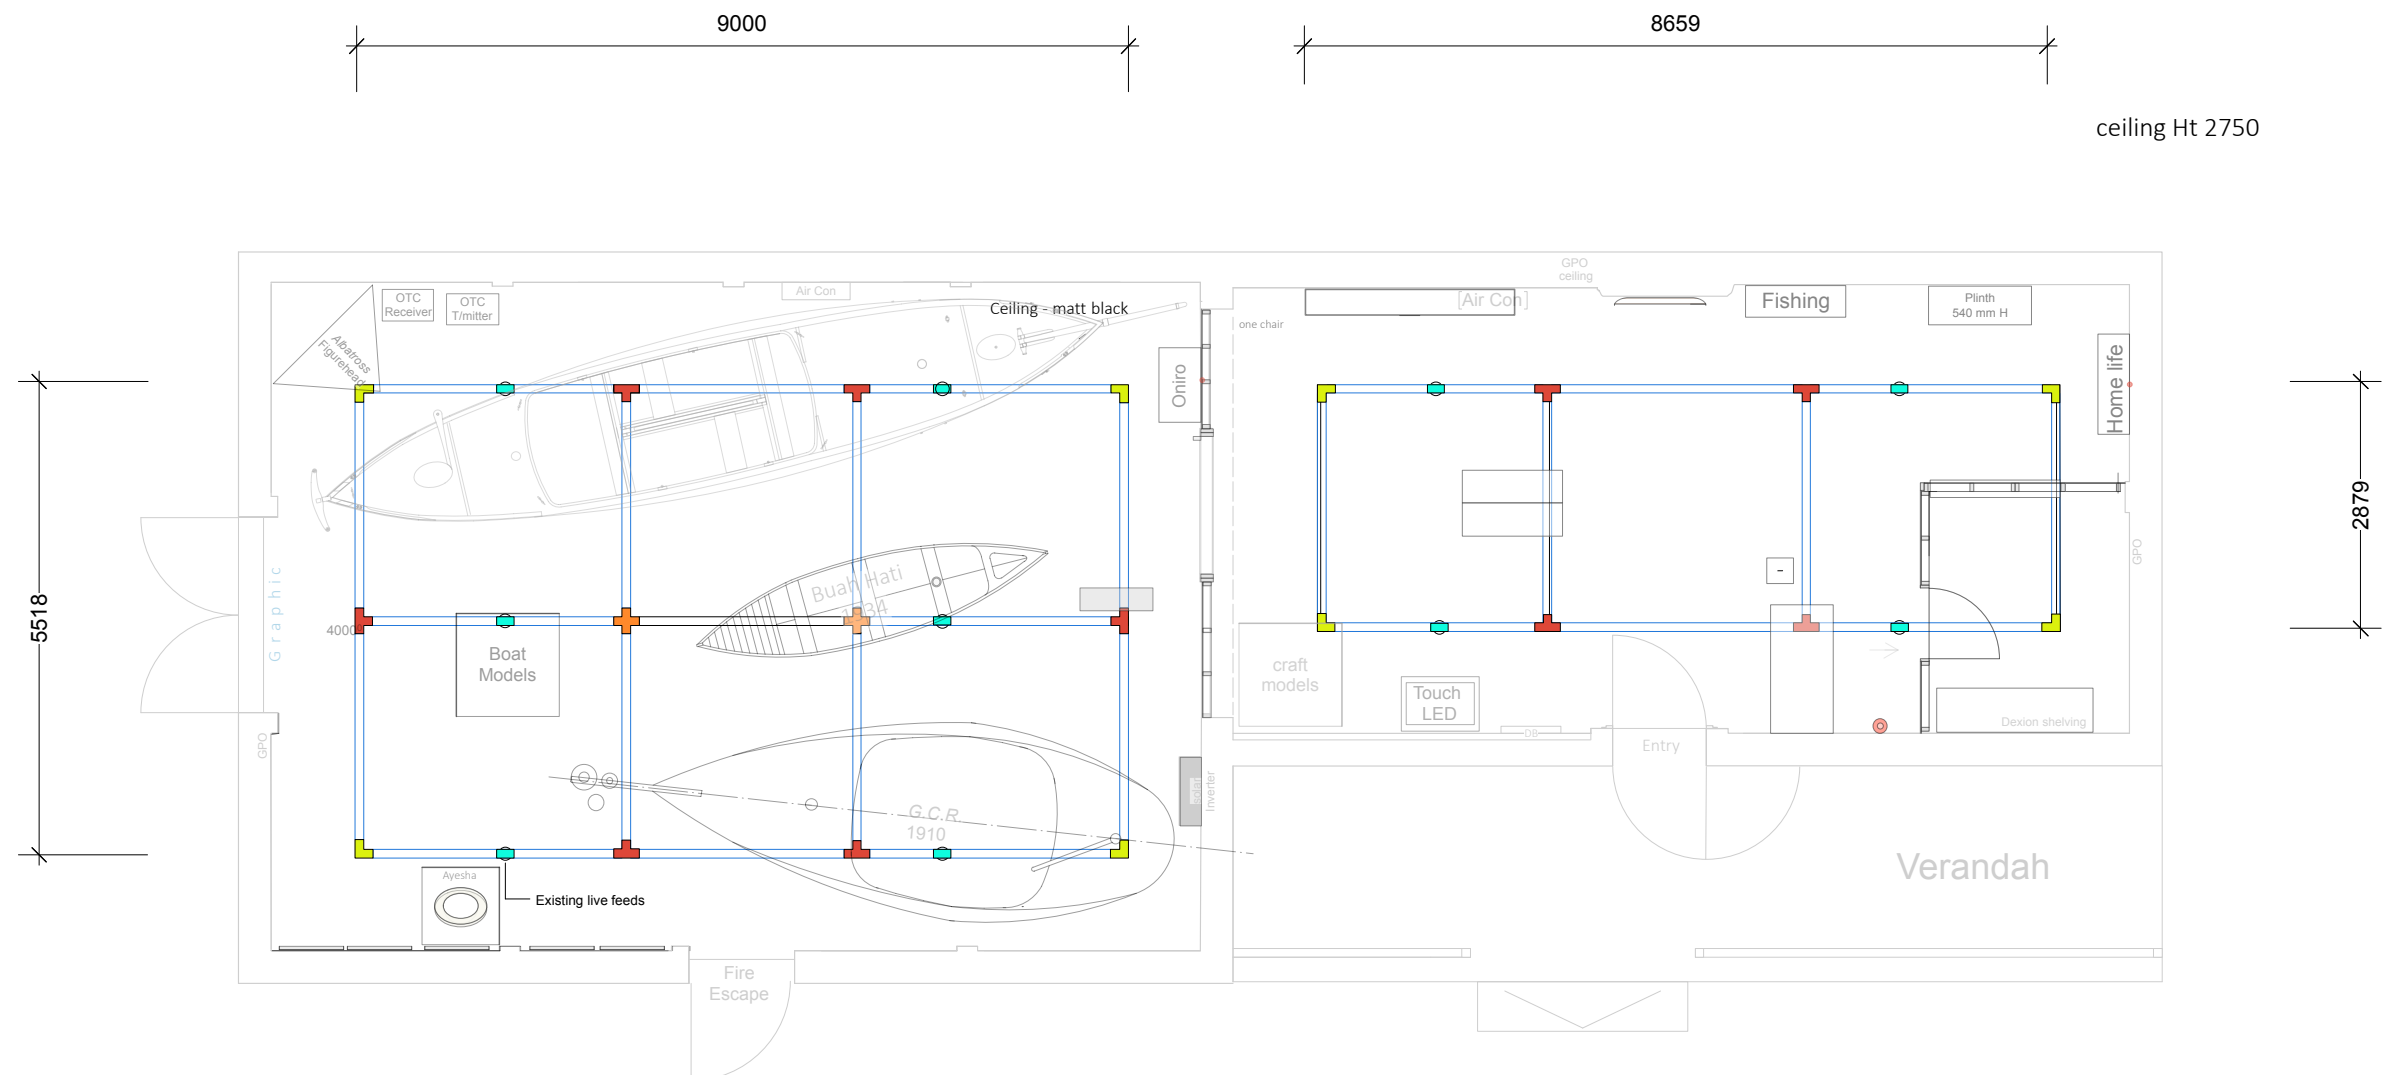 9000
8659
ceiling Ht 2750
GPO
ceiling
OTC
Receiver
OTC
T/mitter
Air Con
Ceiling - matt black
[Air Con]
Fishing
Plinth
540 mm H
one chair
Albatross
Figurehead
Oniro
Home life
5518
2879
Graphic
4000
Buah Hati
1934
GPO
-
Boat
Models
craft
models
Touch
LED
DB
Entry
Dexion shelving
GPO
solar
Inverter
G.C.R
1910
Verandah
Ayesha
Existing live feeds
Fire
Escape